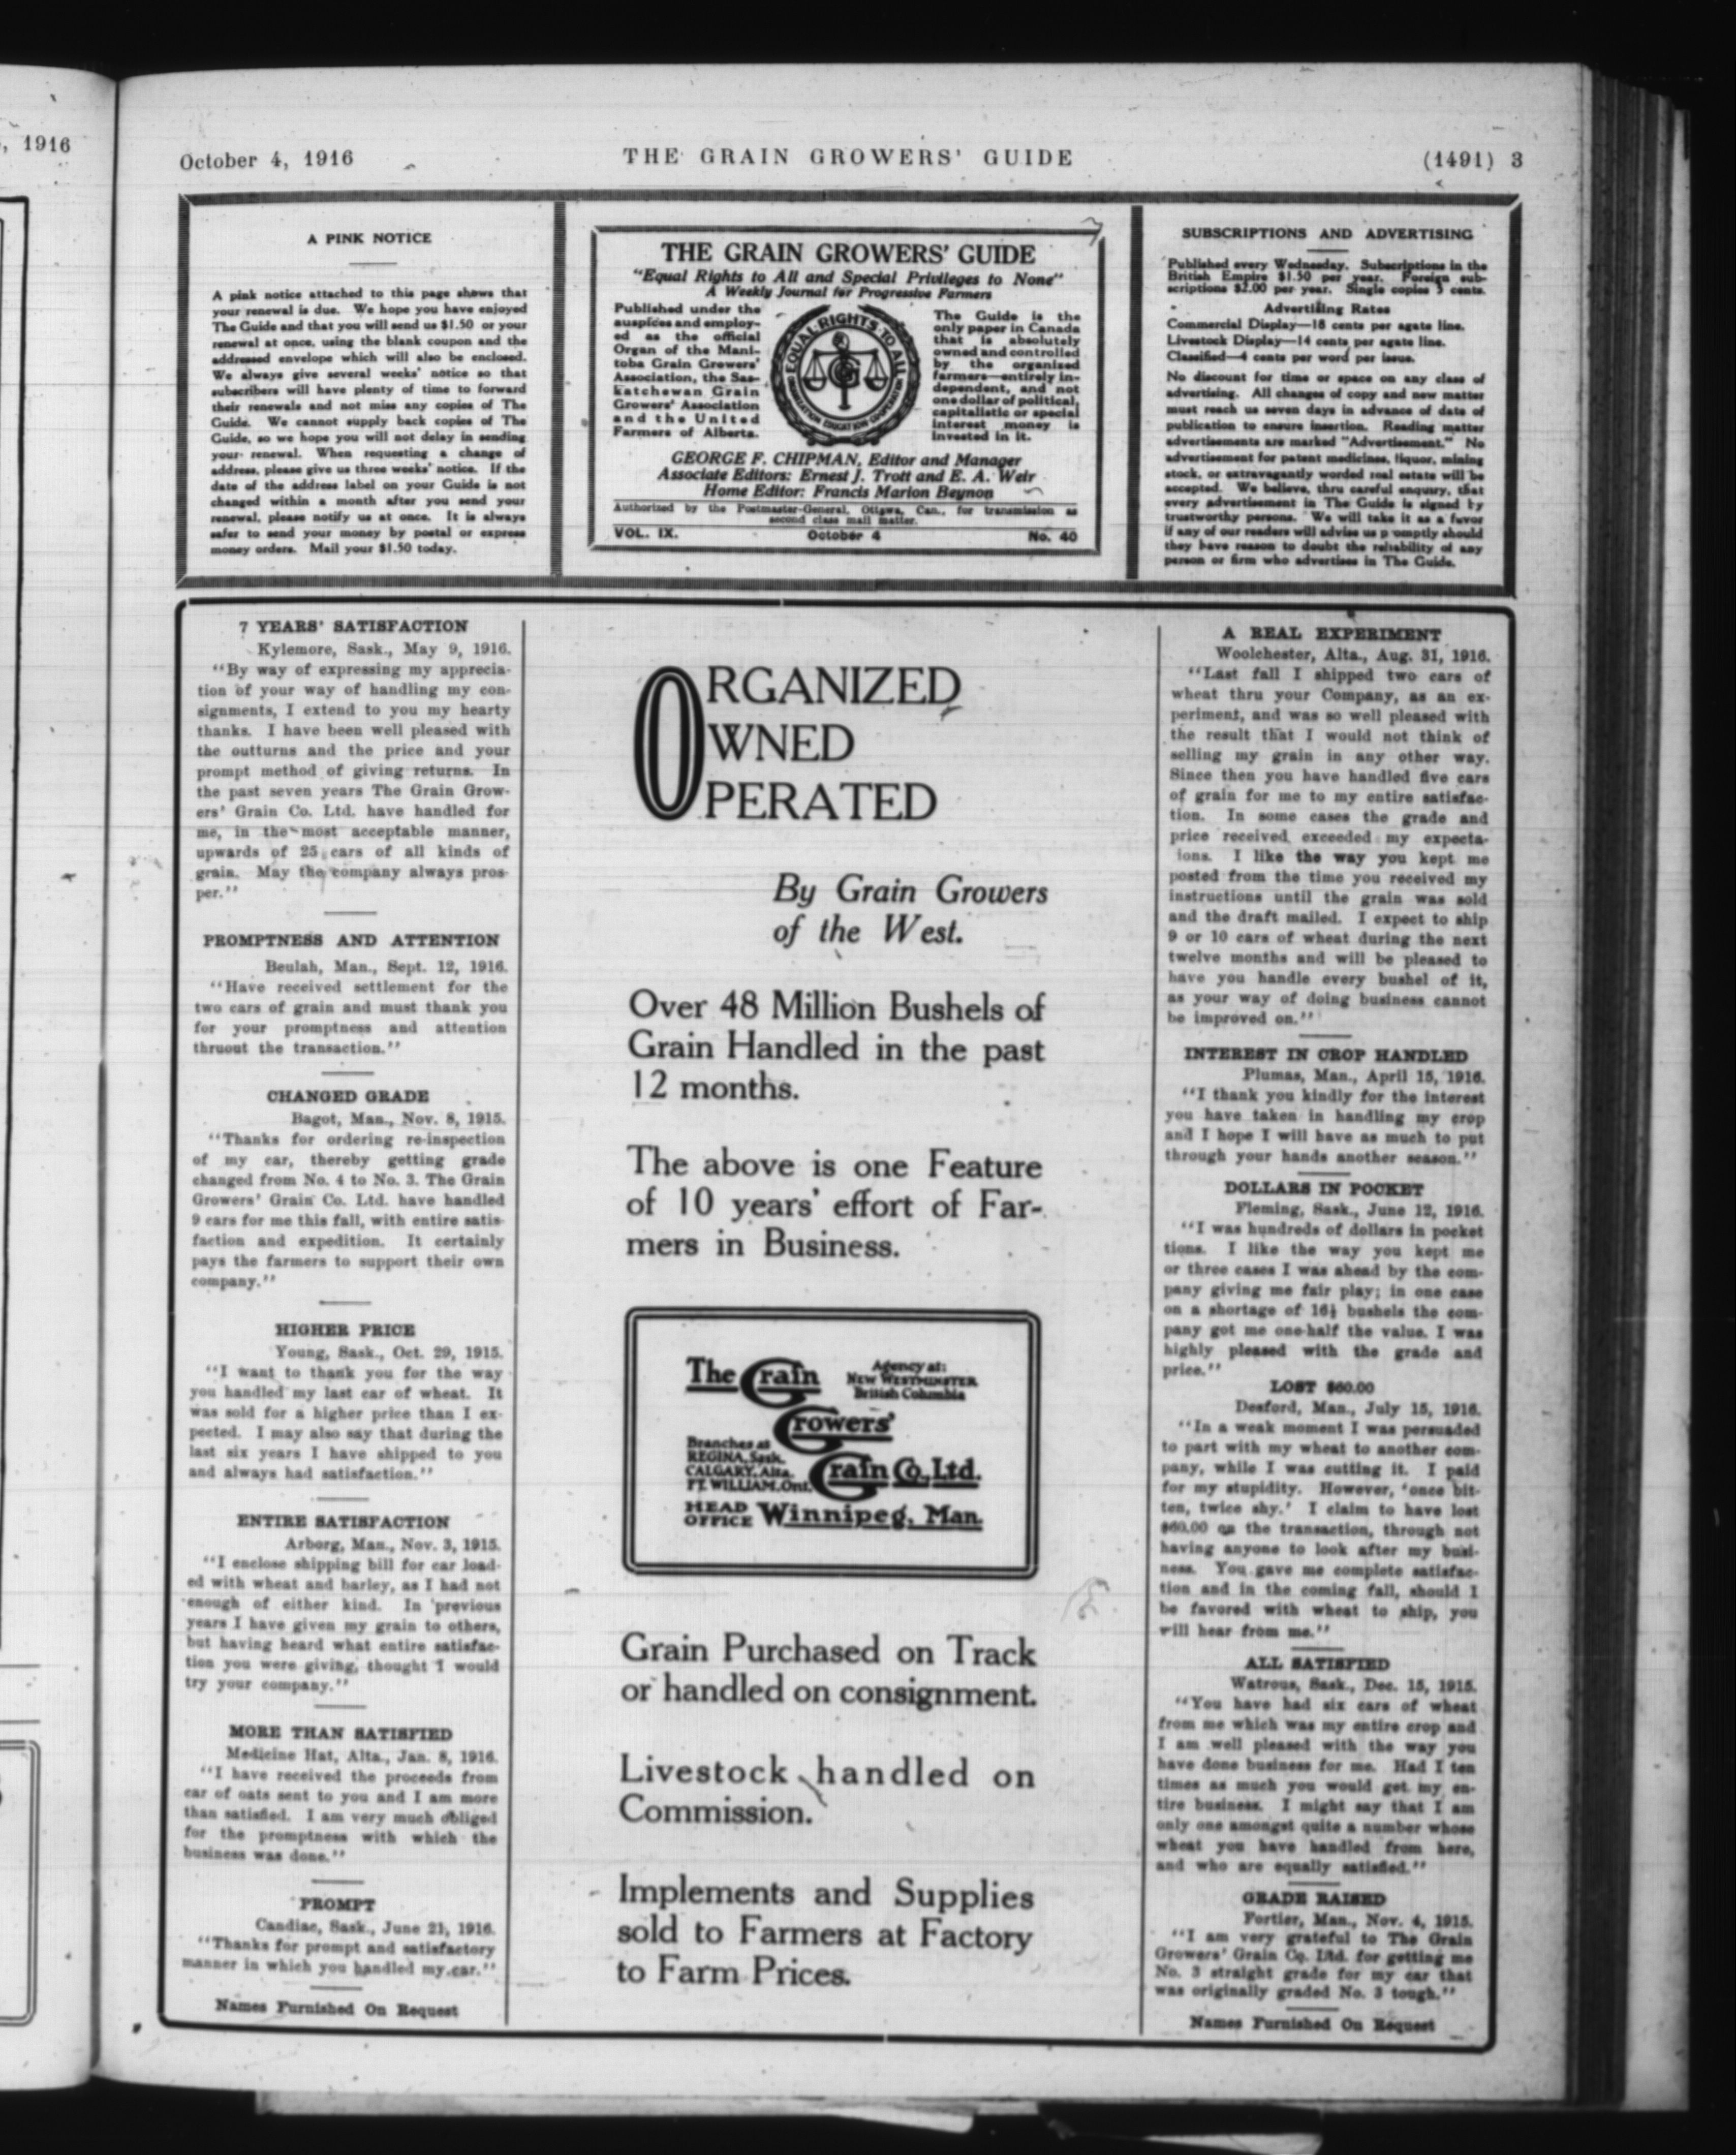 , 1916
October 4, 1916
THE GRAIN GROWERS' GUIDE
(1491) 3
A PINK NOTICE
A pink notice attached to this page shows that
your renewal is due. We hope you have enjoyed
The Guide and that you will send us $1.50 or your
renewal at once, using the blank coupon and the
addressed envelope which will also be enclosed.
We always give several weeks' notice so that
subscribers will have plenty of time to forward
their renewals and not miss any copies of The
Guide. We cannot supply back copies of The
Guide, so we hope you will not delay in sending
your renewal. When requesting a change of
address, please give us three weeks' notice. If the
date of the address label on your Guide is not
changed within a month after you send your
renewal, please notify us at once. It is always
safer to send your money by postal or express
money orders. Mail your $1.50 today.
THE GRAIN GROWERS' GUIDE
"Equal Rights to All and Special Privileges to None"
A Weekly Journal for Progressive Farmers
Published under the
auspices and employ-
ed as the official
Organ of the Mani-
toba Grain Growers'
Association, the Sas-
katchewan Grain
Growers' Association
and the United
Farmers of Alberta.
EQUAL RIGHTS TO ALL
ORGANIZATION EDUCATION CO-OPERATION
The Guide is the
only paper in Canada
that is absolutely
owned and controlled
by the organized
farmers—entirely in-
dependent, and not
one dollar of political,
capitalistic or special
interest money is
invested in it.
GEORGE F. CHIPMAN, Editor and Manager
Associate Editors: Ernest J. Trott and E. A. Weir
Home Editor: Francis Marion Beynon
Authorized by the Postmaster-General, Ottawa, Can., for transmission as
second class mail matter.
VOL. IX. October 4 No. 40
SUBSCRIPTIONS AND ADVERTISING
Published every Wednesday. Subscriptions in the
British Empire $1.50 per year. Foreign sub-
scriptions $2.00 per year. Single copies 5 cents.
Advertising Rates
Commercial Display—18 cents per agate line.
Livestock Display—14 cents per agate line.
Classified—4 cents per word per issue.
No discount for time or space on any class of
advertising. All changes of copy and new matter
must reach us seven days in advance of date of
publication to ensure insertion. Reading matter
advertisements are marked "Advertisement." No
advertisement for patent medicines, liquor, mining
stock, or extravagantly worded real estate will be
accepted. We believe, thru careful enquiry, that
every advertisement in The Guide is signed by
trustworthy persons. We will take it as a favor
if any of our readers will advise us promptly should
they have reason to doubt the reliability of any
person or firm who advertises in The Guide.
7 YEARS' SATISFACTION
Kylemore, Sask., May 9, 1916.
"By way of expressing my apprecia-
tion of your way of handling my con-
signments, I extend to you my hearty
thanks. I have been well pleased with
the outturns and the price and your
prompt method of giving returns. In
the past seven years The Grain Grow-
ers' Grain Co. Ltd. have handled for
me, in the most acceptable manner,
upwards of 25 cars of all kinds of
grain. May the company always pros-
per."
PROMPTNESS AND ATTENTION
Beulah, Man., Sept. 12, 1916.
"Have received settlement for the
two cars of grain and must thank you
for your promptness and attention
thruout the transaction."
CHANGED GRADE
Bagot, Man., Nov. 8, 1915.
"Thanks for ordering re-inspection
of my car, thereby getting grade
changed from No. 4 to No. 3. The Grain
Growers' Grain Co. Ltd. have handled
9 cars for me this fall, with entire satis-
faction and expedition. It certainly
pays the farmers to support their own
company."
HIGHER PRICE
Young, Sask., Oct. 29, 1915.
"I want to thank you for the way
you handled my last car of wheat. It
was sold for a higher price than I ex-
pected. I may also say that during the
last six years I have shipped to you
and always had satisfaction."
ENTIRE SATISFACTION
Arborg, Man., Nov. 3, 1915.
"I enclose shipping bill for car load-
ed with wheat and barley, as I had not
enough of either kind. In previous
years I have given my grain to others,
but having heard what entire satisfac-
tion you were giving, thought I would
try your company."
MORE THAN SATISFIED
Medicine Hat, Alta., Jan. 8, 1916.
"I have received the proceeds from
car of oats sent to you and I am more
than satisfied. I am very much obliged
for the promptness with which the
business was done."
PROMPT
Candiac, Sask., June 21, 1916.
"Thanks for prompt and satisfactory
manner in which you handled my car."
Names Furnished On Request
ORGANIZED
OWNED
OPERATED
By Grain Growers
of the West.
Over 48 Million Bushels of
Grain Handled in the past
12 months.
The above is one Feature
of 10 years' effort of Far-
mers in Business.
The Grain
Growers'
Grain Co., Ltd.
Agency at:
NEW WESTMINSTER
British Columbia
Branches at
REGINA, Sask.
CALGARY, Alta.
FT. WILLIAM, Ont.
HEAD OFFICE Winnipeg, Man.
Grain Purchased on Track
or handled on consignment.
Livestock handled on
Commission.
Implements and Supplies
sold to Farmers at Factory
to Farm Prices.
A REAL EXPERIMENT
Woolchester, Alta., Aug. 31, 1916.
"Last fall I shipped two cars of
wheat thru your Company, as an ex-
periment, and was so well pleased with
the result that I would not think of
selling my grain in any other way.
Since then you have handled five cars
of grain for me to my entire satisfac-
tion. In some cases the grade and
price received exceeded my expecta-
ions. I like the way you kept me
posted from the time you received my
instructions until the grain was sold
and the draft mailed. I expect to ship
9 or 10 cars of wheat during the next
twelve months and will be pleased to
have you handle every bushel of it,
as your way of doing business cannot
be improved on."
INTEREST IN CROP HANDLED
Plumas, Man., April 15, 1916.
"I thank you kindly for the interest
you have taken in handling my crop
and I hope I will have as much to put
through your hands another season."
DOLLARS IN POCKET
Fleming, Sask., June 12, 1916.
"I was hundreds of dollars in pocket
tions. I like the way you kept me
or three cases I was ahead by the com-
pany giving me fair play; in one case
on a shortage of 16½ bushels the com-
pany got me one-half the value. I was
highly pleased with the grade and
price."
LOST $60.00
Desford, Man., July 15, 1916.
"In a weak moment I was persuaded
to part with my wheat to another com-
pany, while I was cutting it. I paid
for my stupidity. However, 'once bit-
ten, twice shy.' I claim to have lost
$60.00 on the transaction, through not
having anyone to look after my busi-
ness. You gave me complete satisfac-
tion and in the coming fall, should I
be favored with wheat to ship, you
will hear from me."
ALL SATISFIED
Watrous, Sask., Dec. 15, 1915.
"You have had six cars of wheat
from me which was my entire crop and
I am well pleased with the way you
have done business for me. Had I ten
times as much you would get my en-
tire business. I might say that I am
only one amongst quite a number whose
wheat you have handled from here,
and who are equally satisfied."
GRADE RAISED
Fortier, Man., Nov. 4, 1915.
"I am very grateful to The Grain
Growers' Grain Co. Ltd. for getting me
No. 3 straight grade for my car that
was originally graded No. 3 tough."
Names Furnished On Request